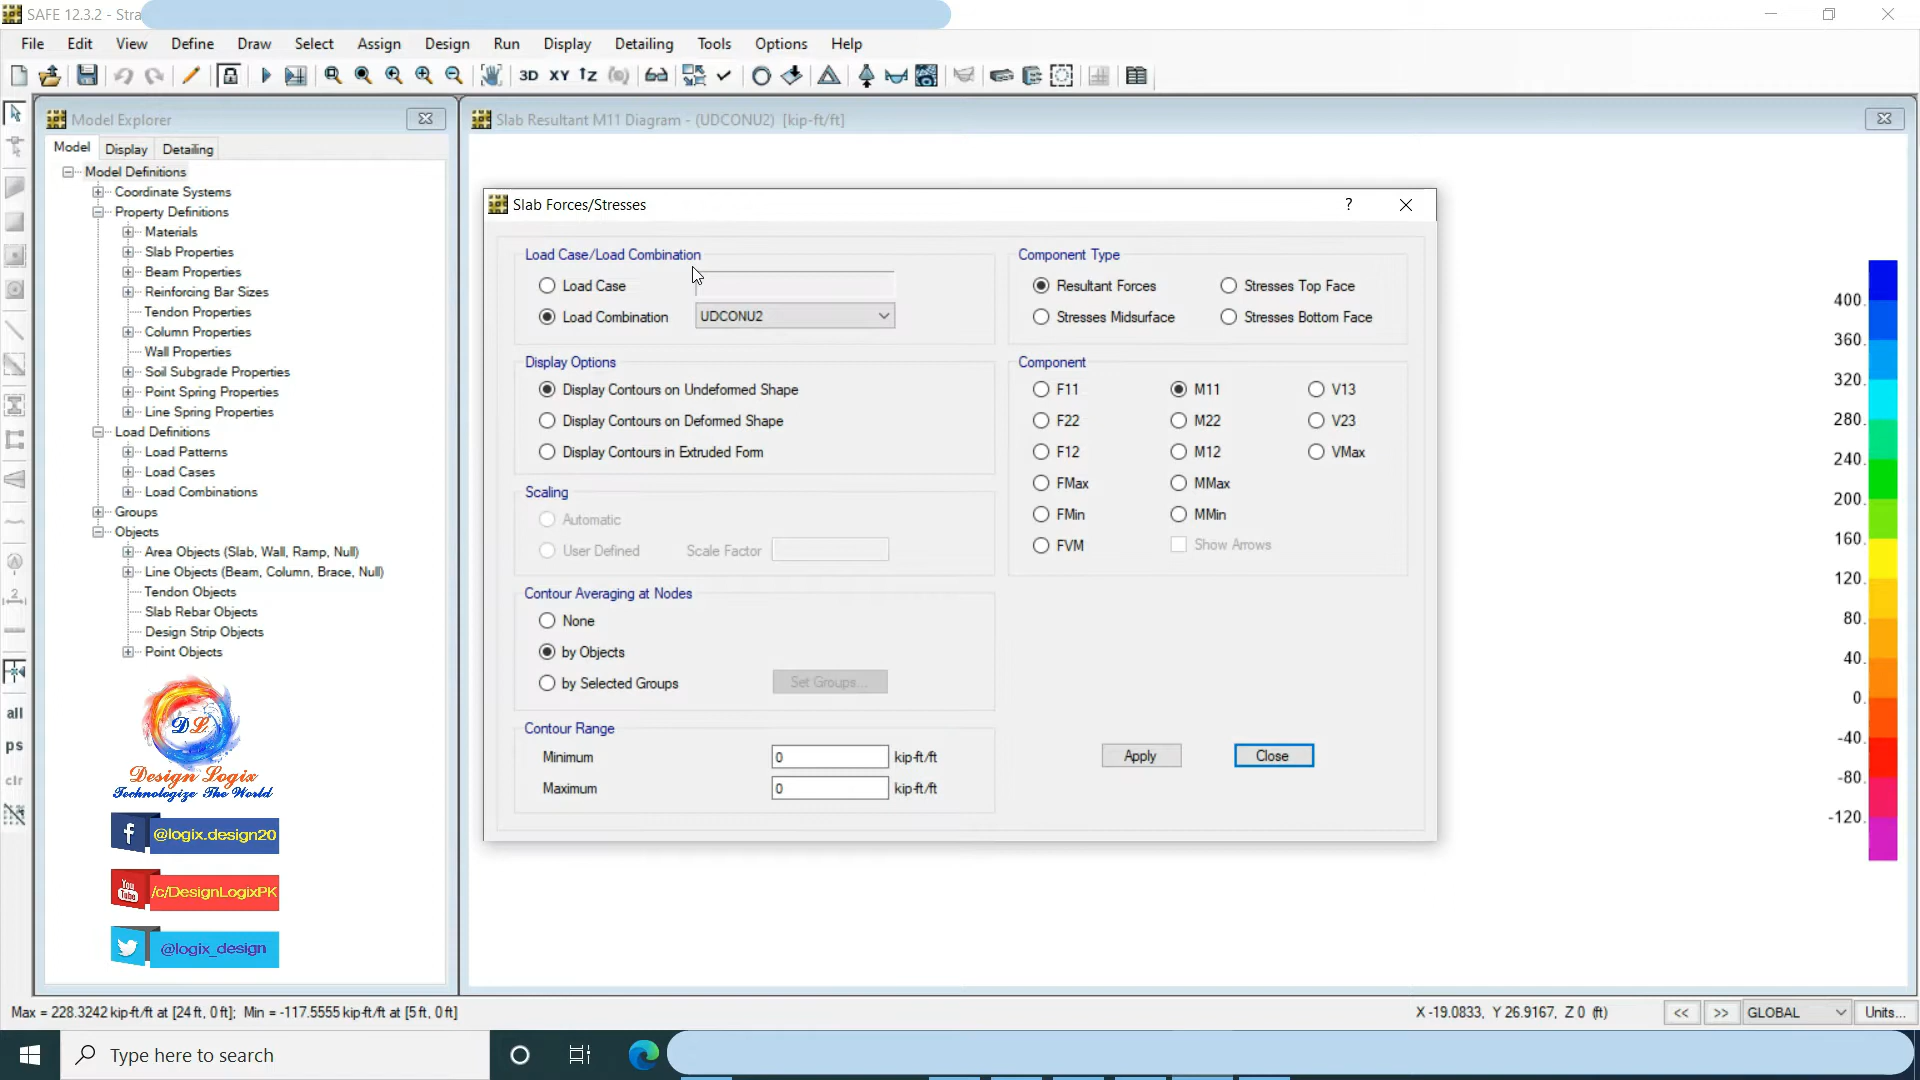 SAFE 12.3.2 - Stra
File Edit View Define Draw Select Assign Design Run Display Detailing Tools Options Help
3D XY
Model Explorer
Model Display Detailing
Model Definitions
Coordinate Systems
Property Definitions
Materials
Slab Properties
Beam Properties
Reinforcing Bar Sizes
Tendon Properties
Column Properties
Wall Properties
Soil Subgrade Properties
Point Spring Properties
Line Spring Properties
Load Definitions
Load Patterns
Load Cases
Load Combinations
Groups
Objects
Area Objects (Slab, Wall, Ramp, Null)
Line Objects (Beam, Column, Brace, Null)
Tendon Objects
Slab Rebar Objects
Design Strip Objects
Point Objects
all
ps
clr
DL
Design Logix
Technologize The World
f @logix.design20
You Tube /c/DesignLogixPK
@logix_design
Slab Resultant M11 Diagram - (UDCONU2) [kip-ft/ft]
Slab Forces/Stresses ?
Load Case/Load Combination
Load Case
Load Combination UDCONU2
Display Options
Display Contours on Undeformed Shape
Display Contours on Deformed Shape
Display Contours in Extruded Form
Scaling
Automatic
User Defined Scale Factor
Contour Averaging at Nodes
None
by Objects
by Selected Groups Set Groups...
Contour Range
Minimum 0 kip-ft/ft
Maximum 0 kip-ft/ft
Component Type
Resultant Forces Stresses Top Face
Stresses Midsurface Stresses Bottom Face
Component
F11 M11 V13
F22 M22 V23
F12 M12 VMax
FMax MMax
FMin MMin
FVM Show Arrows
Apply Close
400.
360.
320.
280.
240.
200.
160.
120.
80.
40.
0.
-40.
-80.
-120.
Max = 228.3242 kip-ft/ft at [24 ft, 0 ft]; Min = -117.5555 kip-ft/ft at [5 ft, 0 ft]
X -19.0833, Y 26.9167, Z 0 (ft) << >> GLOBAL Units...
Type here to search